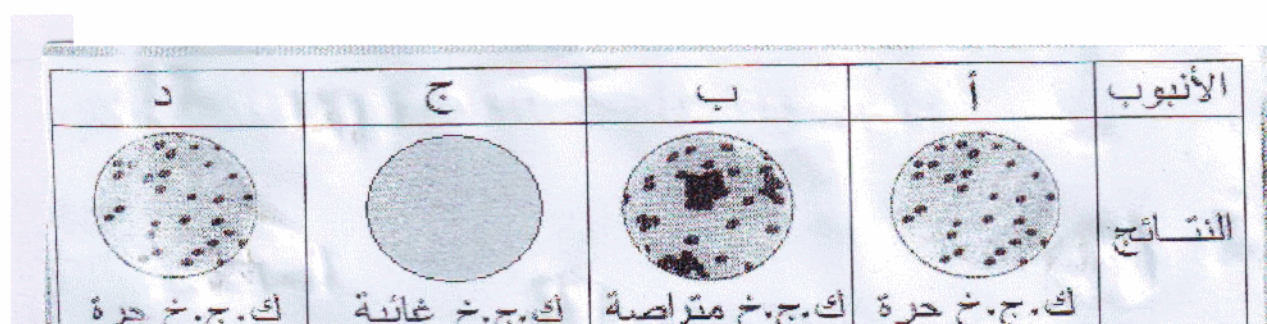 الأنبوب أ ب ج د
النتائج
ك.ج.خ حرة ك.ج.خ متراصة ك.ج.خ غائبة ك.ج.خ حرة